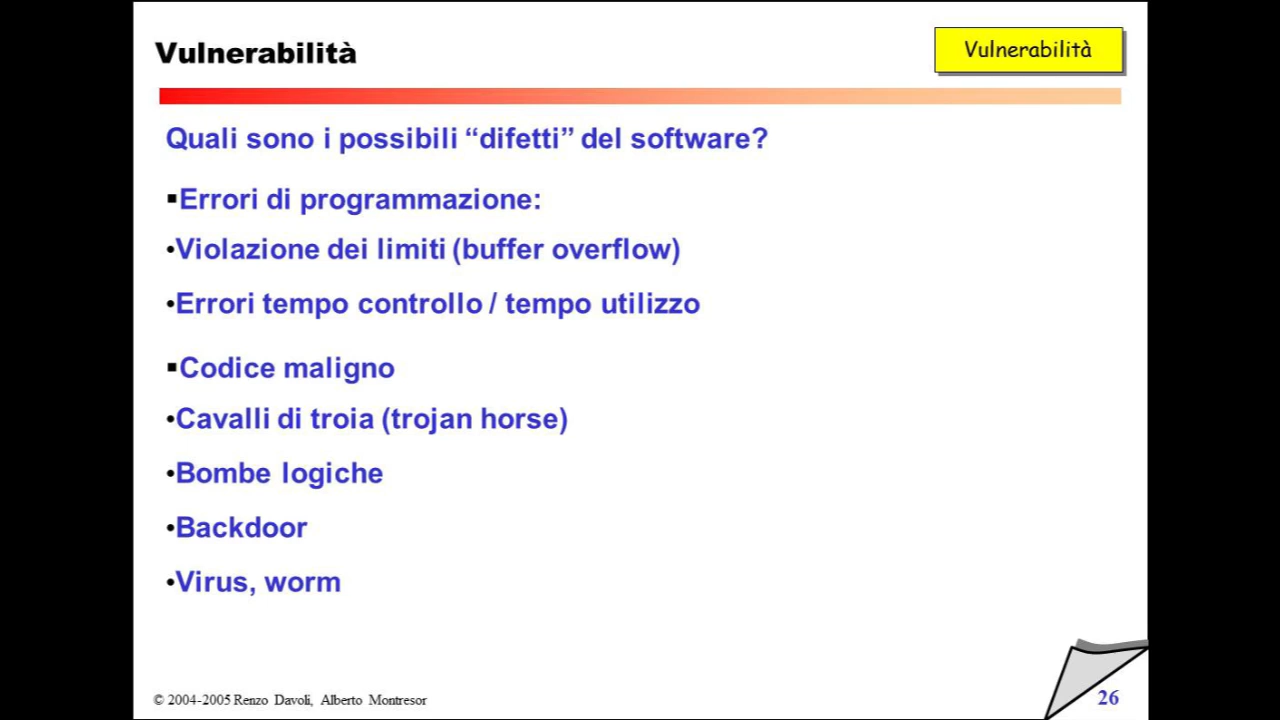 Vulnerabilità
Vulnerabilità
Quali sono i possibili “difetti” del software?
▪Errori di programmazione:
•Violazione dei limiti (buffer overflow)
•Errori tempo controllo / tempo utilizzo
▪Codice maligno
•Cavalli di troia (trojan horse)
•Bombe logiche
•Backdoor
•Virus, worm
© 2004-2005 Renzo Davoli, Alberto Montresor
26